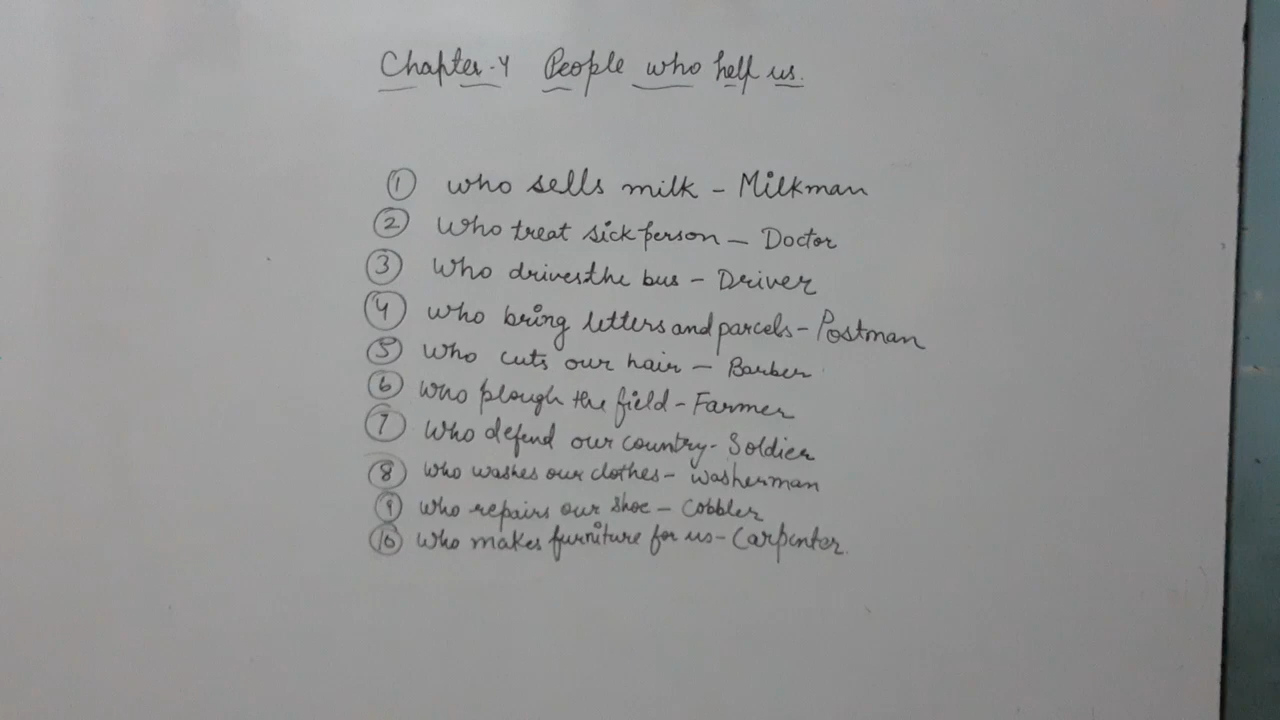 Chapter-4 People who help us.
① who sells milk - Milkman
② Who treat sick person - Doctor
③ Who drives the bus - Driver
④ who bring letters and parcels - Postman
⑤ Who cuts our hair - Barber
⑥ who plough the field - Farmer
⑦ Who defend our country - Soldier
⑧ who washes our clothes - washerman
⑨ who repairs our shoe - Cobbler
⑩ who makes furniture for us - Carpenter.